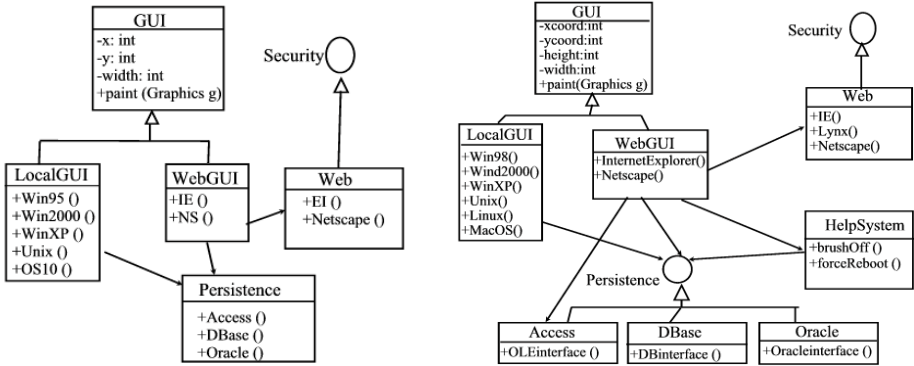 GUI
-x: int
-y: int
-width: int
+paint (Graphics g)
Security
LocalGUI
+Win95 ()
+Win2000 ()
+WinXP ()
+Unix ()
+OS10 ()
WebGUI
+IE ()
+NS ()
Web
+EI ()
+Netscape ()
Persistence
+Access ()
+DBase ()
+Oracle ()
GUI
-xcoord:int
-ycoord:int
-height:int
-width:int
+paint(Graphics g)
Security
Web
+IE()
+Lynx()
+Netscape()
LocalGUI
+Win98()
+Wind2000()
+WinXP()
+Unix()
+Linux()
+MacOS()
WebGUI
+InternetExplorer()
+Netscape()
HelpSystem
+brushOff ()
+forceReboot ()
Persistence
Access
+OLEinterface ()
DBase
+DBinterface ()
Oracle
+Oracleinterface ()